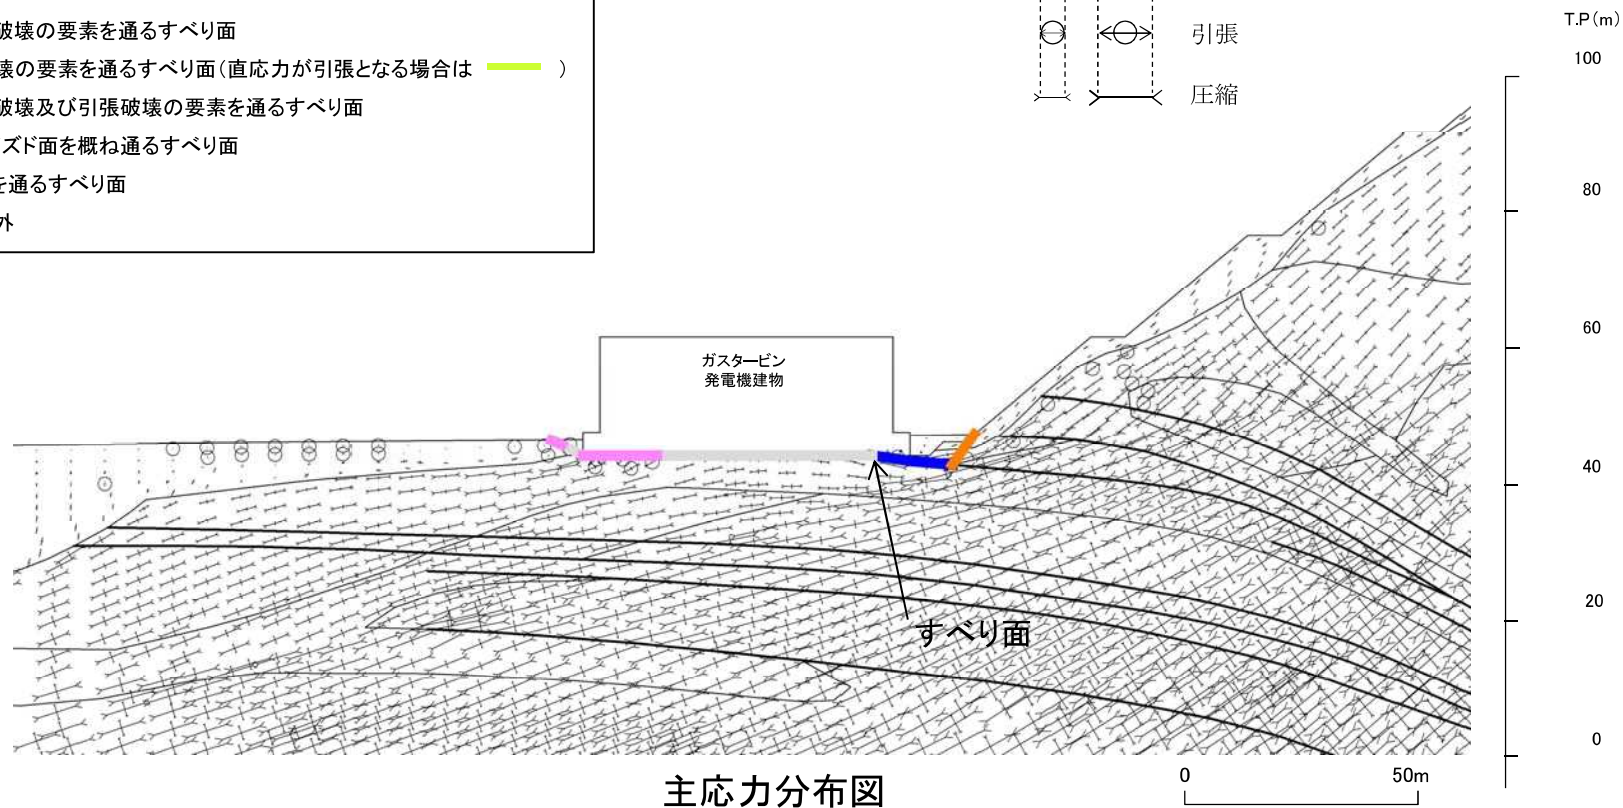 破壊の要素を通るすべり面
壊の要素を通るすべり面(直応力が引張となる場合は )
破壊及び引張破壊の要素を通るすべり面
ズド面を概ね通るすべり面
を通るすべり面
外
引張
圧縮
T.P(m)
100
80
60
40
20
0
ガスタービン
発電機建物
すべり面
主応力分布図
0 50m